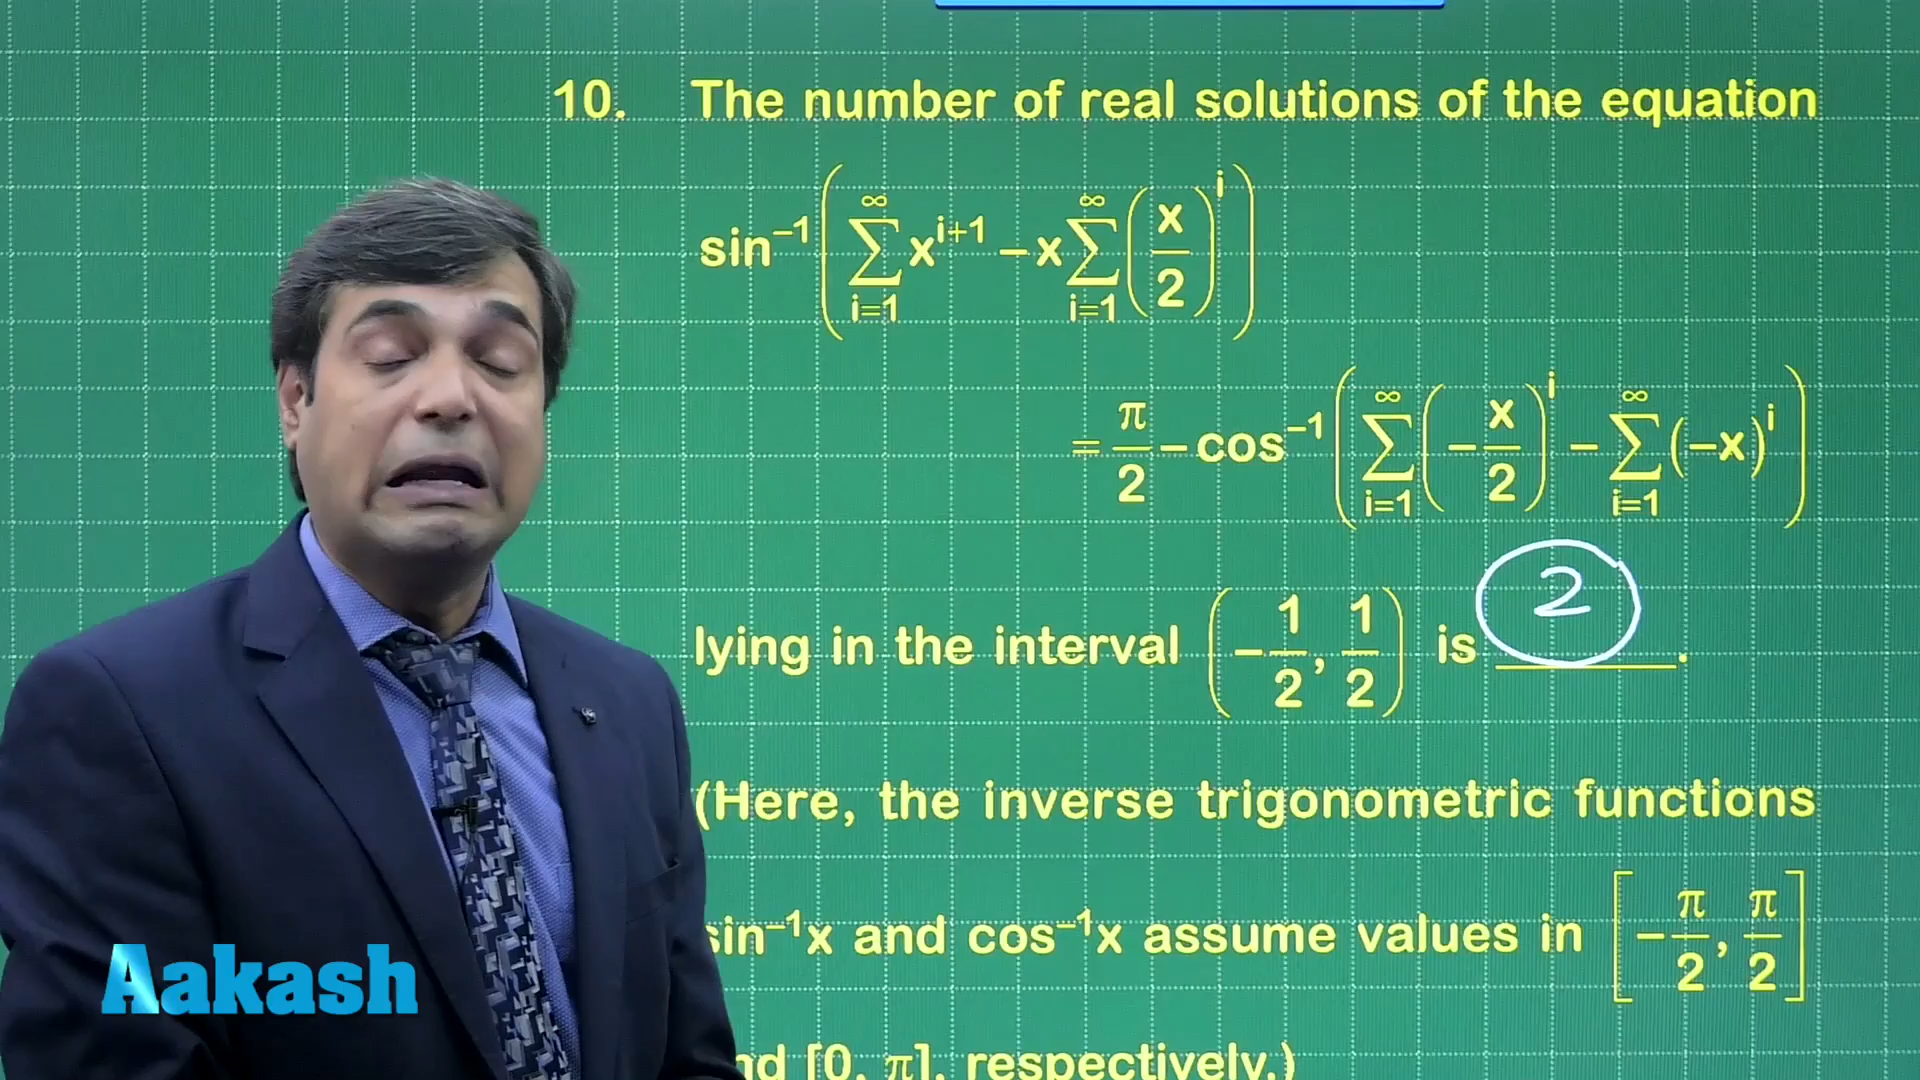 10. The number of real solutions of the equation
sin⁻¹(∑_{i=1}^{∞} x^{i+1} – x ∑_{i=1}^{∞} (x/2)^i)
= π/2 – cos⁻¹(∑_{i=1}^{∞} (–x/2)^i – ∑_{i=1}^{∞} (–x)^i)
lying in the interval (–1/2, 1/2) is 2.
(Here, the inverse trigonometric functions
sin⁻¹x and cos⁻¹x assume values in [–π/2, π/2]
nd [0, π], respectively.)
Aakash